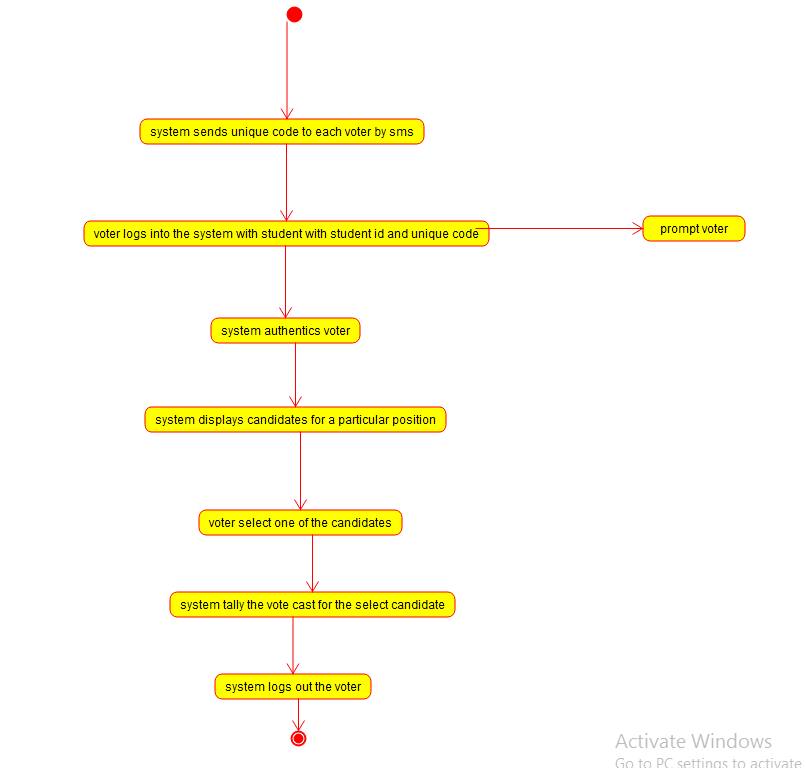 system sends unique code to each voter by sms
voter logs into the system with student with student id and unique code
prompt voter
system authentics voter
system displays candidates for a particular position
voter select one of the candidates
system tally the vote cast for the select candidate
system logs out the voter
Activate Windows
Go to PC settings to activate